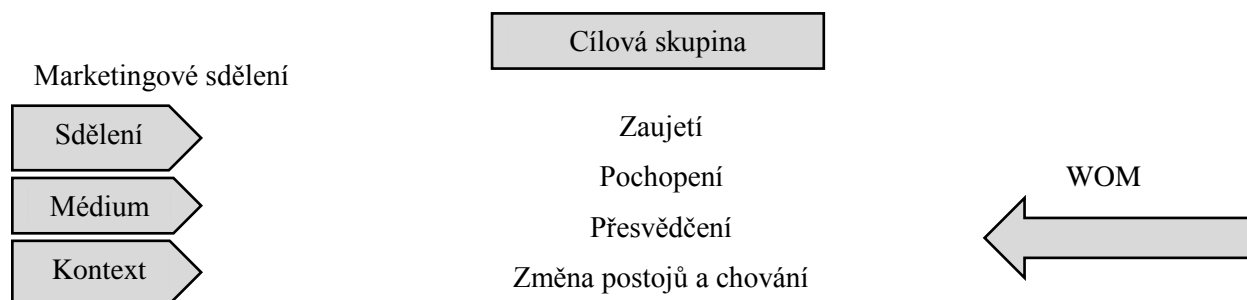 Cílová skupina
Marketingové sdělení
Sdělení
Médium
Kontext
Zaujetí
Pochopení
Přesvědčení
Změna postojů a chování
WOM